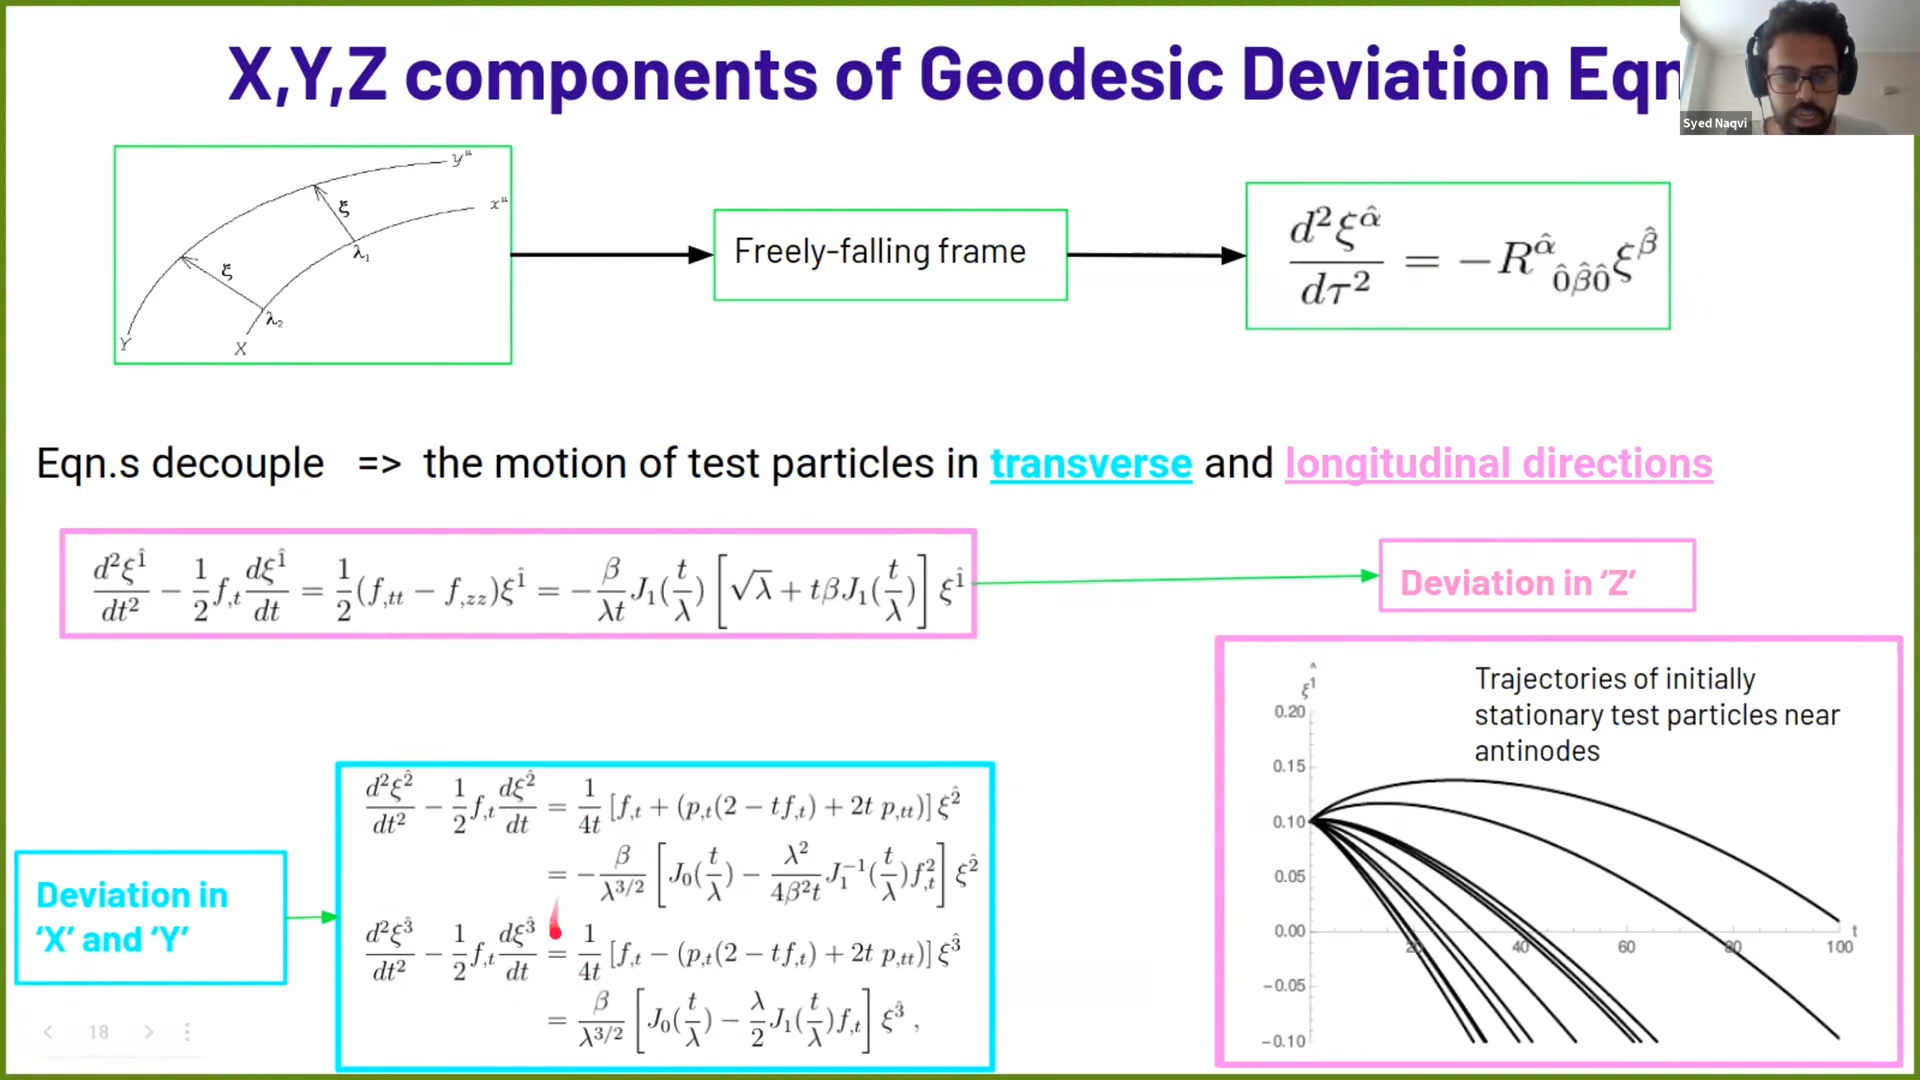 X,Y,Z components of Geodesic Deviation Eqn
Syed Naqvi
yᵘ
xᵘ
ξ
λ₁
ξ
λ₂
Y
X
Freely-falling frame
d²ξ^α̂ / dτ² = −R^α̂ _0̂β̂0̂ ξ^β̂
Eqn.s decouple => the motion of test particles in transverse and longitudinal directions
d²ξ^1̂/dt² − 1/2 f,t dξ^1̂/dt = 1/2 (f,tt − f,zz)ξ^1̂ = −β/λt J₁(t/λ) [√λ + tβJ₁(t/λ)] ξ^1̂
Deviation in ‘Z’
Trajectories of initially
stationary test particles near
antinodes
ξ^1̂
0.20
0.15
0.10
0.05
0.00
−0.05
−0.10
20
40
60
80
100
t
Deviation in
‘X’ and ‘Y’
d²ξ^2̂/dt² − 1/2 f,t dξ^2̂/dt = 1/4t [f,t + (p,t(2 − tf,t) + 2t p,tt)] ξ^2̂
= −β/λ^3/2 [J₀(t/λ) − λ²/4β²t J₁⁻¹(t/λ)f²,t] ξ^2̂
d²ξ^3̂/dt² − 1/2 f,t dξ^3̂/dt = 1/4t [f,t − (p,t(2 − tf,t) + 2t p,tt)] ξ^3̂
= β/λ^3/2 [J₀(t/λ) − λ/2 J₁(t/λ)f,t] ξ^3̂ ,
18